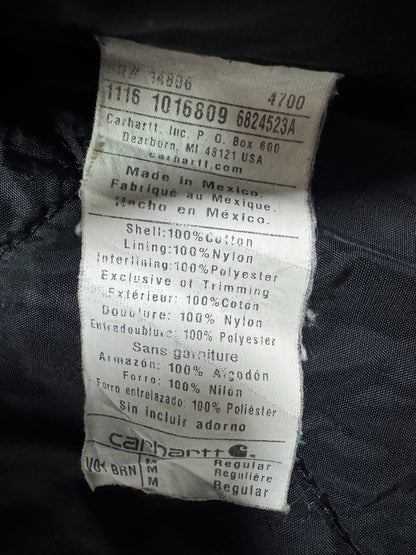 RN# 14806 4700
1116 1016809 6824523A
Carhartt, Inc. P. O. Box 600
Dearborn, MI 48121 USA
carhartt.com
Made in Mexico.
Fabriqué au Mexique.
Hecho en México.
Shell:100%Cotton
Lining:100%Nylon
Interlining:100%Polyester
Exclusive of Trimming
Extérieur: 100%Coton
Doublure: 100% Nylon
Entredoublure: 100% Polyester
Sans garniture
Armazón: 100% Algodón
Forro: 100% Nilón
Forro entrelazado: 100% Poliéster
Sin incluir adorno
carhartt
BRN M Regular
M Regulière
M Regular